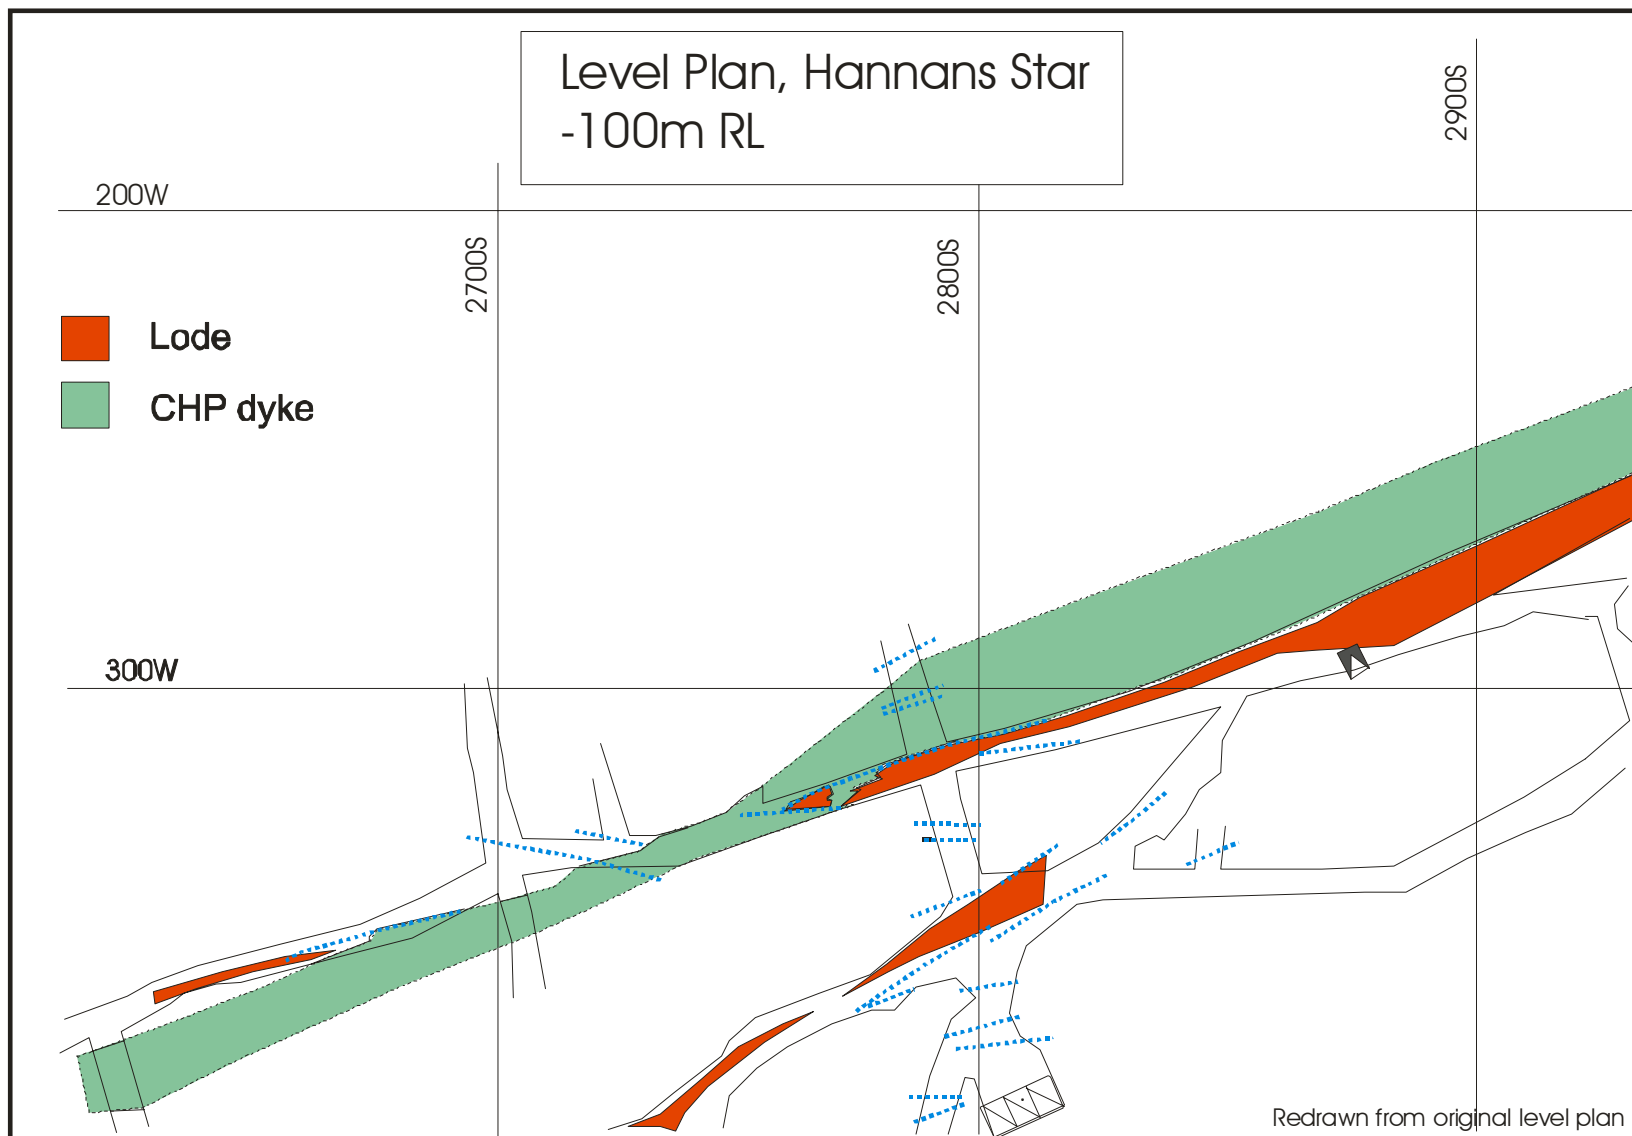 Level Plan, Hannans Star
-100m RL
2900S
200W
2700S
2800S
Lode
CHP dyke
300W
Redrawn from original level plan